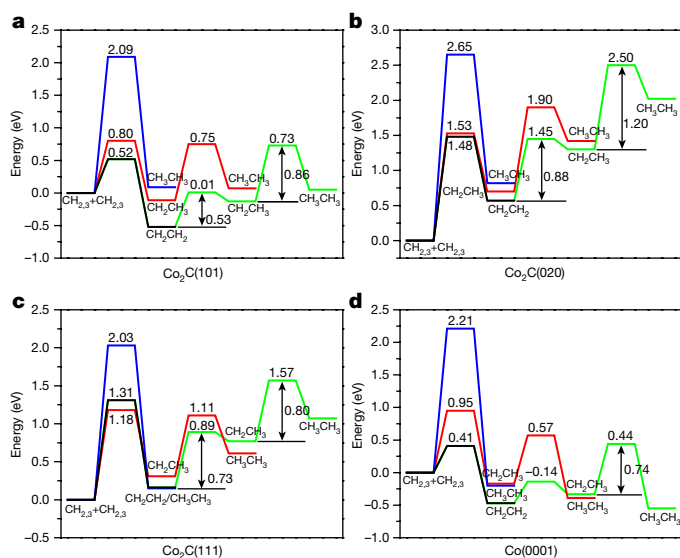 a
2.5
2.0
1.5
1.0
0.5
0.0
−0.5
−1.0
Energy (eV)
2.09
0.80
0.52
0.75
0.73
0.01
0.86
0.53
CH2,3+CH2,3
CH3CH3
CH2CH3
CH2CH2
CH3CH3
CH2CH3
CH3CH3
Co2C(101)
b
3.0
2.5
2.0
1.5
1.0
0.5
0.0
Energy (eV)
2.65
1.53
1.48
1.90
1.45
2.50
1.20
0.88
CH2,3+CH2,3
CH3CH3
CH2CH3
CH2CH2
CH3CH3
CH2CH3
CH3CH3
Co2C(020)
c
2.5
2.0
1.5
1.0
0.5
0.0
−0.5
Energy (eV)
2.03
1.31
1.18
1.11
0.89
1.57
0.80
0.73
CH2,3+CH2,3
CH2CH3
CH2CH2/CH3CH3
CH2CH3
CH3CH3
CH3CH3
Co2C(111)
d
2.5
2.0
1.5
1.0
0.5
0.0
−0.5
−1.0
Energy (eV)
2.21
0.95
0.41
0.57
−0.14
0.44
0.74
CH2,3+CH2,3
CH2CH3
CH3CH3
CH2CH2
CH2CH3
CH3CH3
CH3CH3
Co(0001)